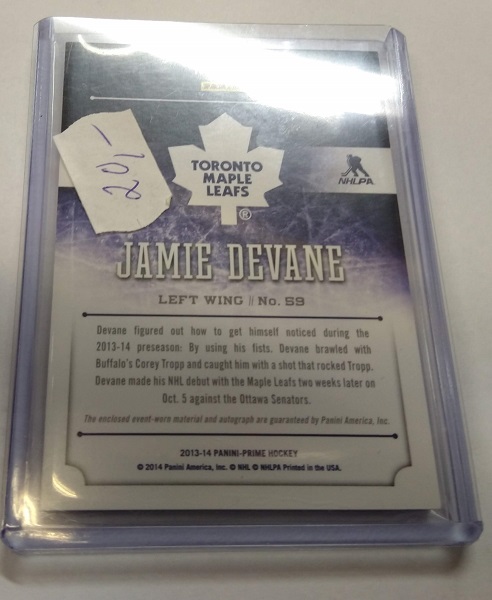 20,-
TORONTO
MAPLE
LEAFS
®
NHLPA
JAMIE DEVANE
LEFT WING // No. 59
Devane figured out how to get himself noticed during the
2013-14 preseason: By using his fists. Devane brawled with
Buffalo's Corey Tropp and caught him with a shot that rocked Tropp.
Devane made his NHL debut with the Maple Leafs two weeks later on
Oct. 5 against the Ottawa Senators.
The enclosed event-worn material and autograph are guaranteed by Panini America, Inc.
2013-14 PANINI-PRIME HOCKEY
© 2014 Panini America, Inc. © NHL © NHLPA Printed in the USA.